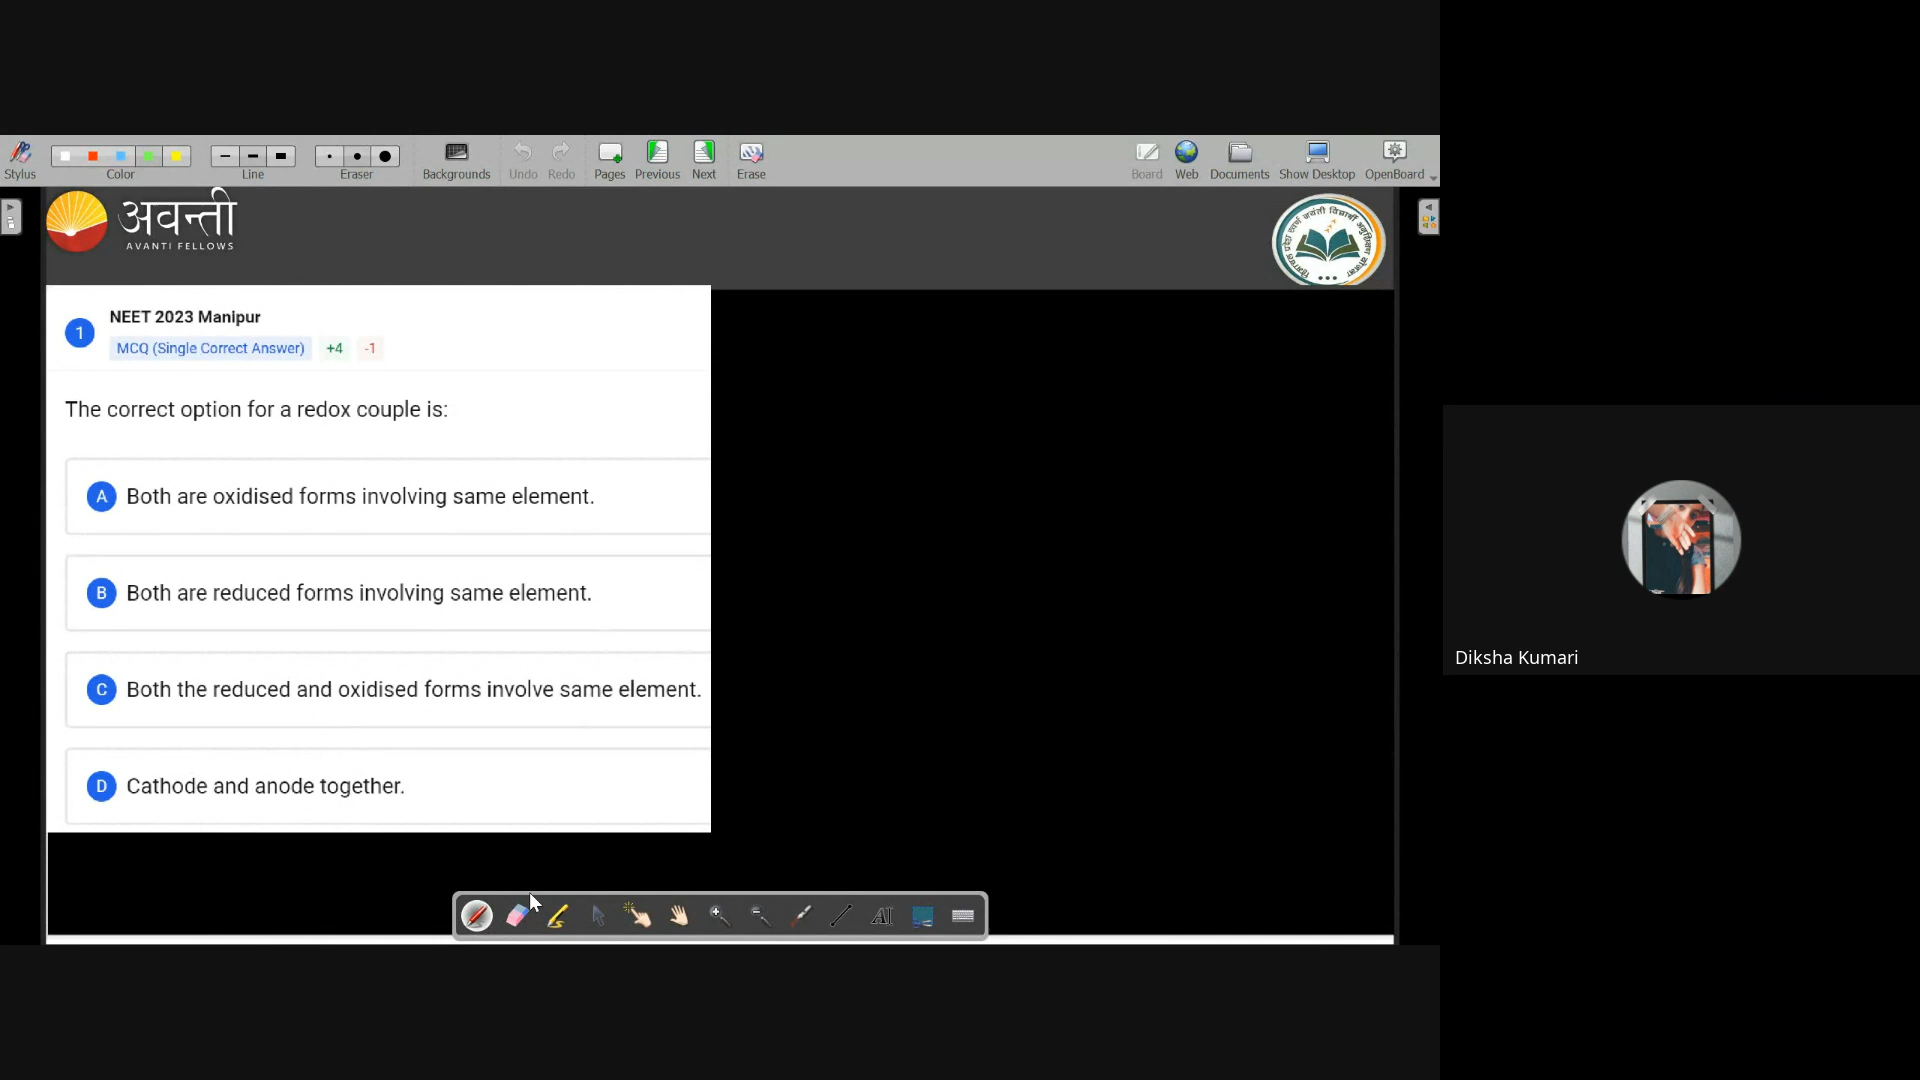 Stylus
Color
Line
Eraser
Backgrounds
Undo
Redo
Pages
Previous
Next
Erase
Board
Web
Documents
Show Desktop
OpenBoard
अवन्ती
AVANTI FELLOWS
1
NEET 2023 Manipur
MCQ (Single Correct Answer) +4 -1
The correct option for a redox couple is:
A Both are oxidised forms involving same element.
B Both are reduced forms involving same element.
C Both the reduced and oxidised forms involve same element.
D Cathode and anode together.
AI
Diksha Kumari